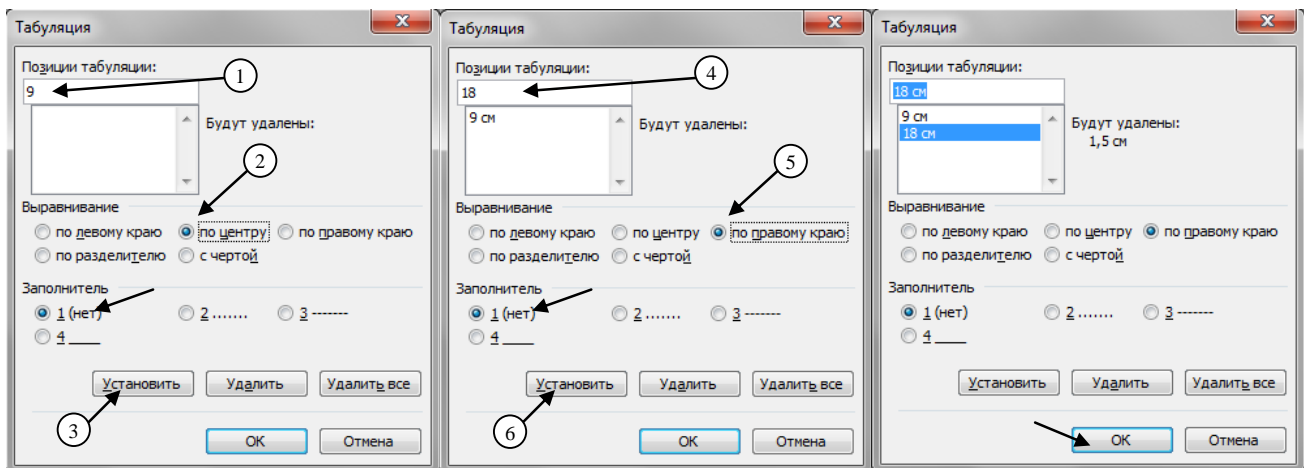 Табуляция
Позиции табуляции:
1
9
Будут удалены:
2
Выравнивание
по левому краю по центру по правому краю
по разделителю с чертой
Заполнитель
1 (нет) 2 ....... 3 -------
4 ____
Установить Удалить Удалить все
3
OK Отмена
Табуляция
Позиции табуляции:
4
18
9 см
Будут удалены:
5
Выравнивание
по левому краю по центру по правому краю
по разделителю с чертой
Заполнитель
1 (нет) 2 ....... 3 -------
4 ____
Установить Удалить Удалить все
6
OK Отмена
Табуляция
Позиции табуляции:
18 см
9 см
18 см
Будут удалены:
1,5 см
Выравнивание
по левому краю по центру по правому краю
по разделителю с чертой
Заполнитель
1 (нет) 2 ....... 3 -------
4 ____
Установить Удалить Удалить все
OK Отмена